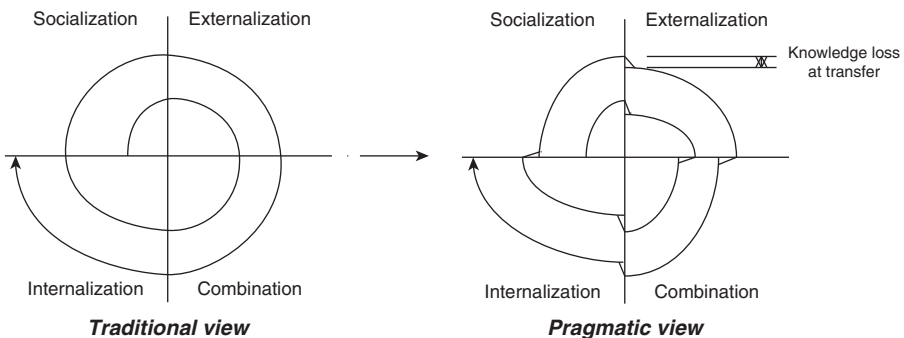 Socialization
Externalization
Internalization
Combination
Traditional view
Socialization
Externalization
Knowledge loss
at transfer
Internalization
Combination
Pragmatic view